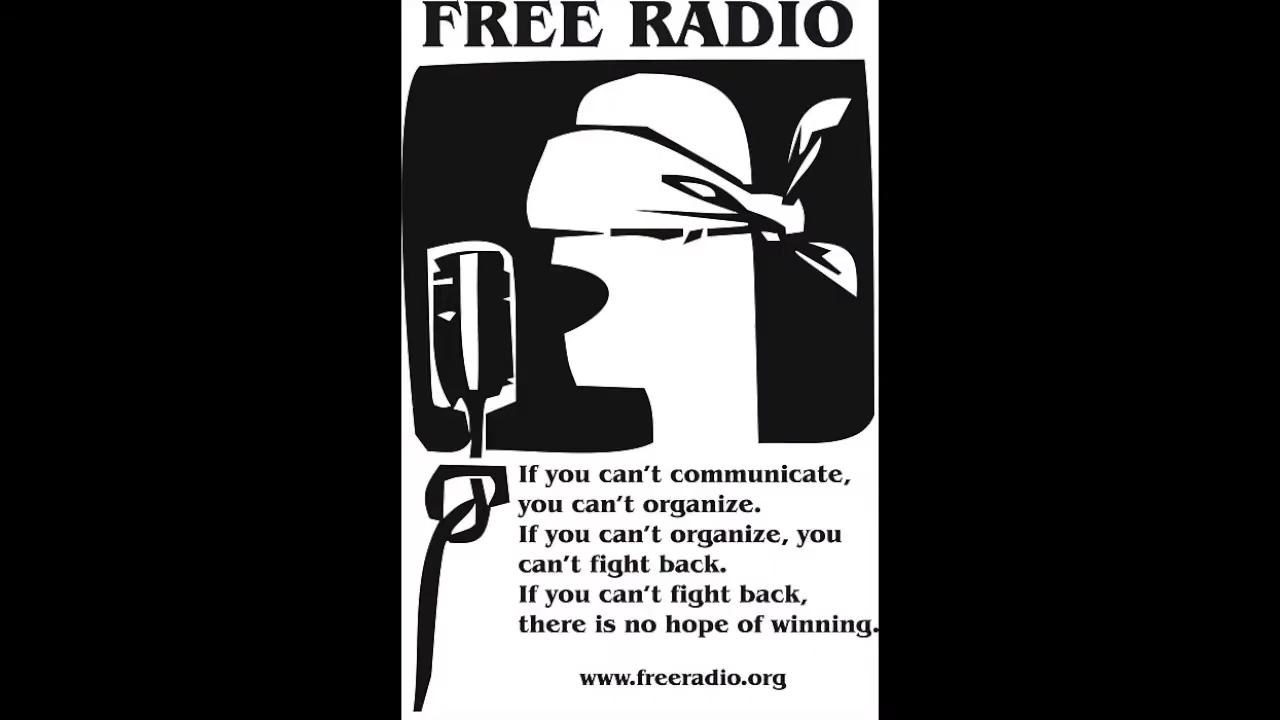 FREE RADIO
If you can't communicate,
you can't organize.
If you can't organize, you
can't fight back.
If you can't fight back,
there is no hope of winning.
www.freeradio.org